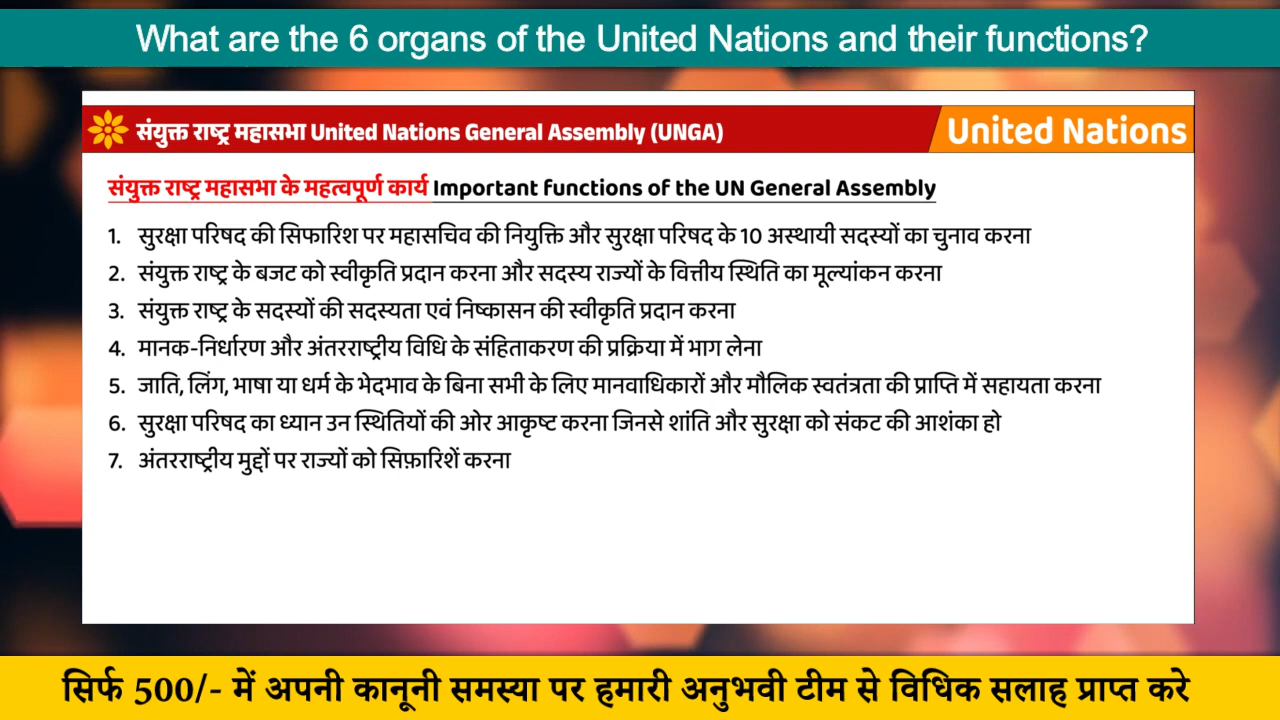 What are the 6 organs of the United Nations and their functions?
संयुक्त राष्ट्र महासभा United Nations General Assembly (UNGA)
United Nations
संयुक्त राष्ट्र महासभा के महत्वपूर्ण कार्य Important functions of the UN General Assembly
1. सुरक्षा परिषद की सिफारिश पर महासचिव की नियुक्ति और सुरक्षा परिषद के 10 अस्थायी सदस्यों का चुनाव करना
2. संयुक्त राष्ट्र के बजट को स्वीकृति प्रदान करना और सदस्य राज्यों के वित्तीय स्थिति का मूल्यांकन करना
3. संयुक्त राष्ट्र के सदस्यों की सदस्यता एवं निष्कासन की स्वीकृति प्रदान करना
4. मानक-निर्धारण और अंतरराष्ट्रीय विधि के संहिताकरण की प्रक्रिया में भाग लेना
5. जाति, लिंग, भाषा या धर्म के भेदभाव के बिना सभी के लिए मानवाधिकारों और मौलिक स्वतंत्रता की प्राप्ति में सहायता करना
6. सुरक्षा परिषद का ध्यान उन स्थितियों की ओर आकृष्ट करना जिनसे शांति और सुरक्षा को संकट की आशंका हो
7. अंतरराष्ट्रीय मुद्दों पर राज्यों को सिफ़ारिशें करना
सिर्फ 500/- में अपनी कानूनी समस्या पर हमारी अनुभवी टीम से विधिक सलाह प्राप्त करे